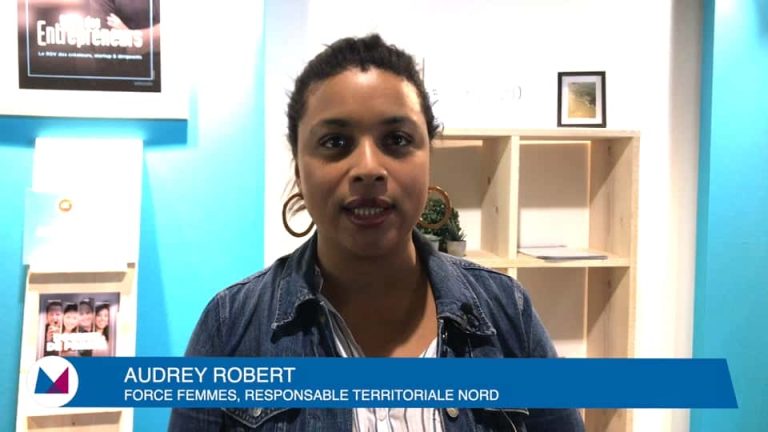 Entrepreneurs
AUDREY ROBERT
FORCE FEMMES, RESPONSABLE TERRITORIALE NORD